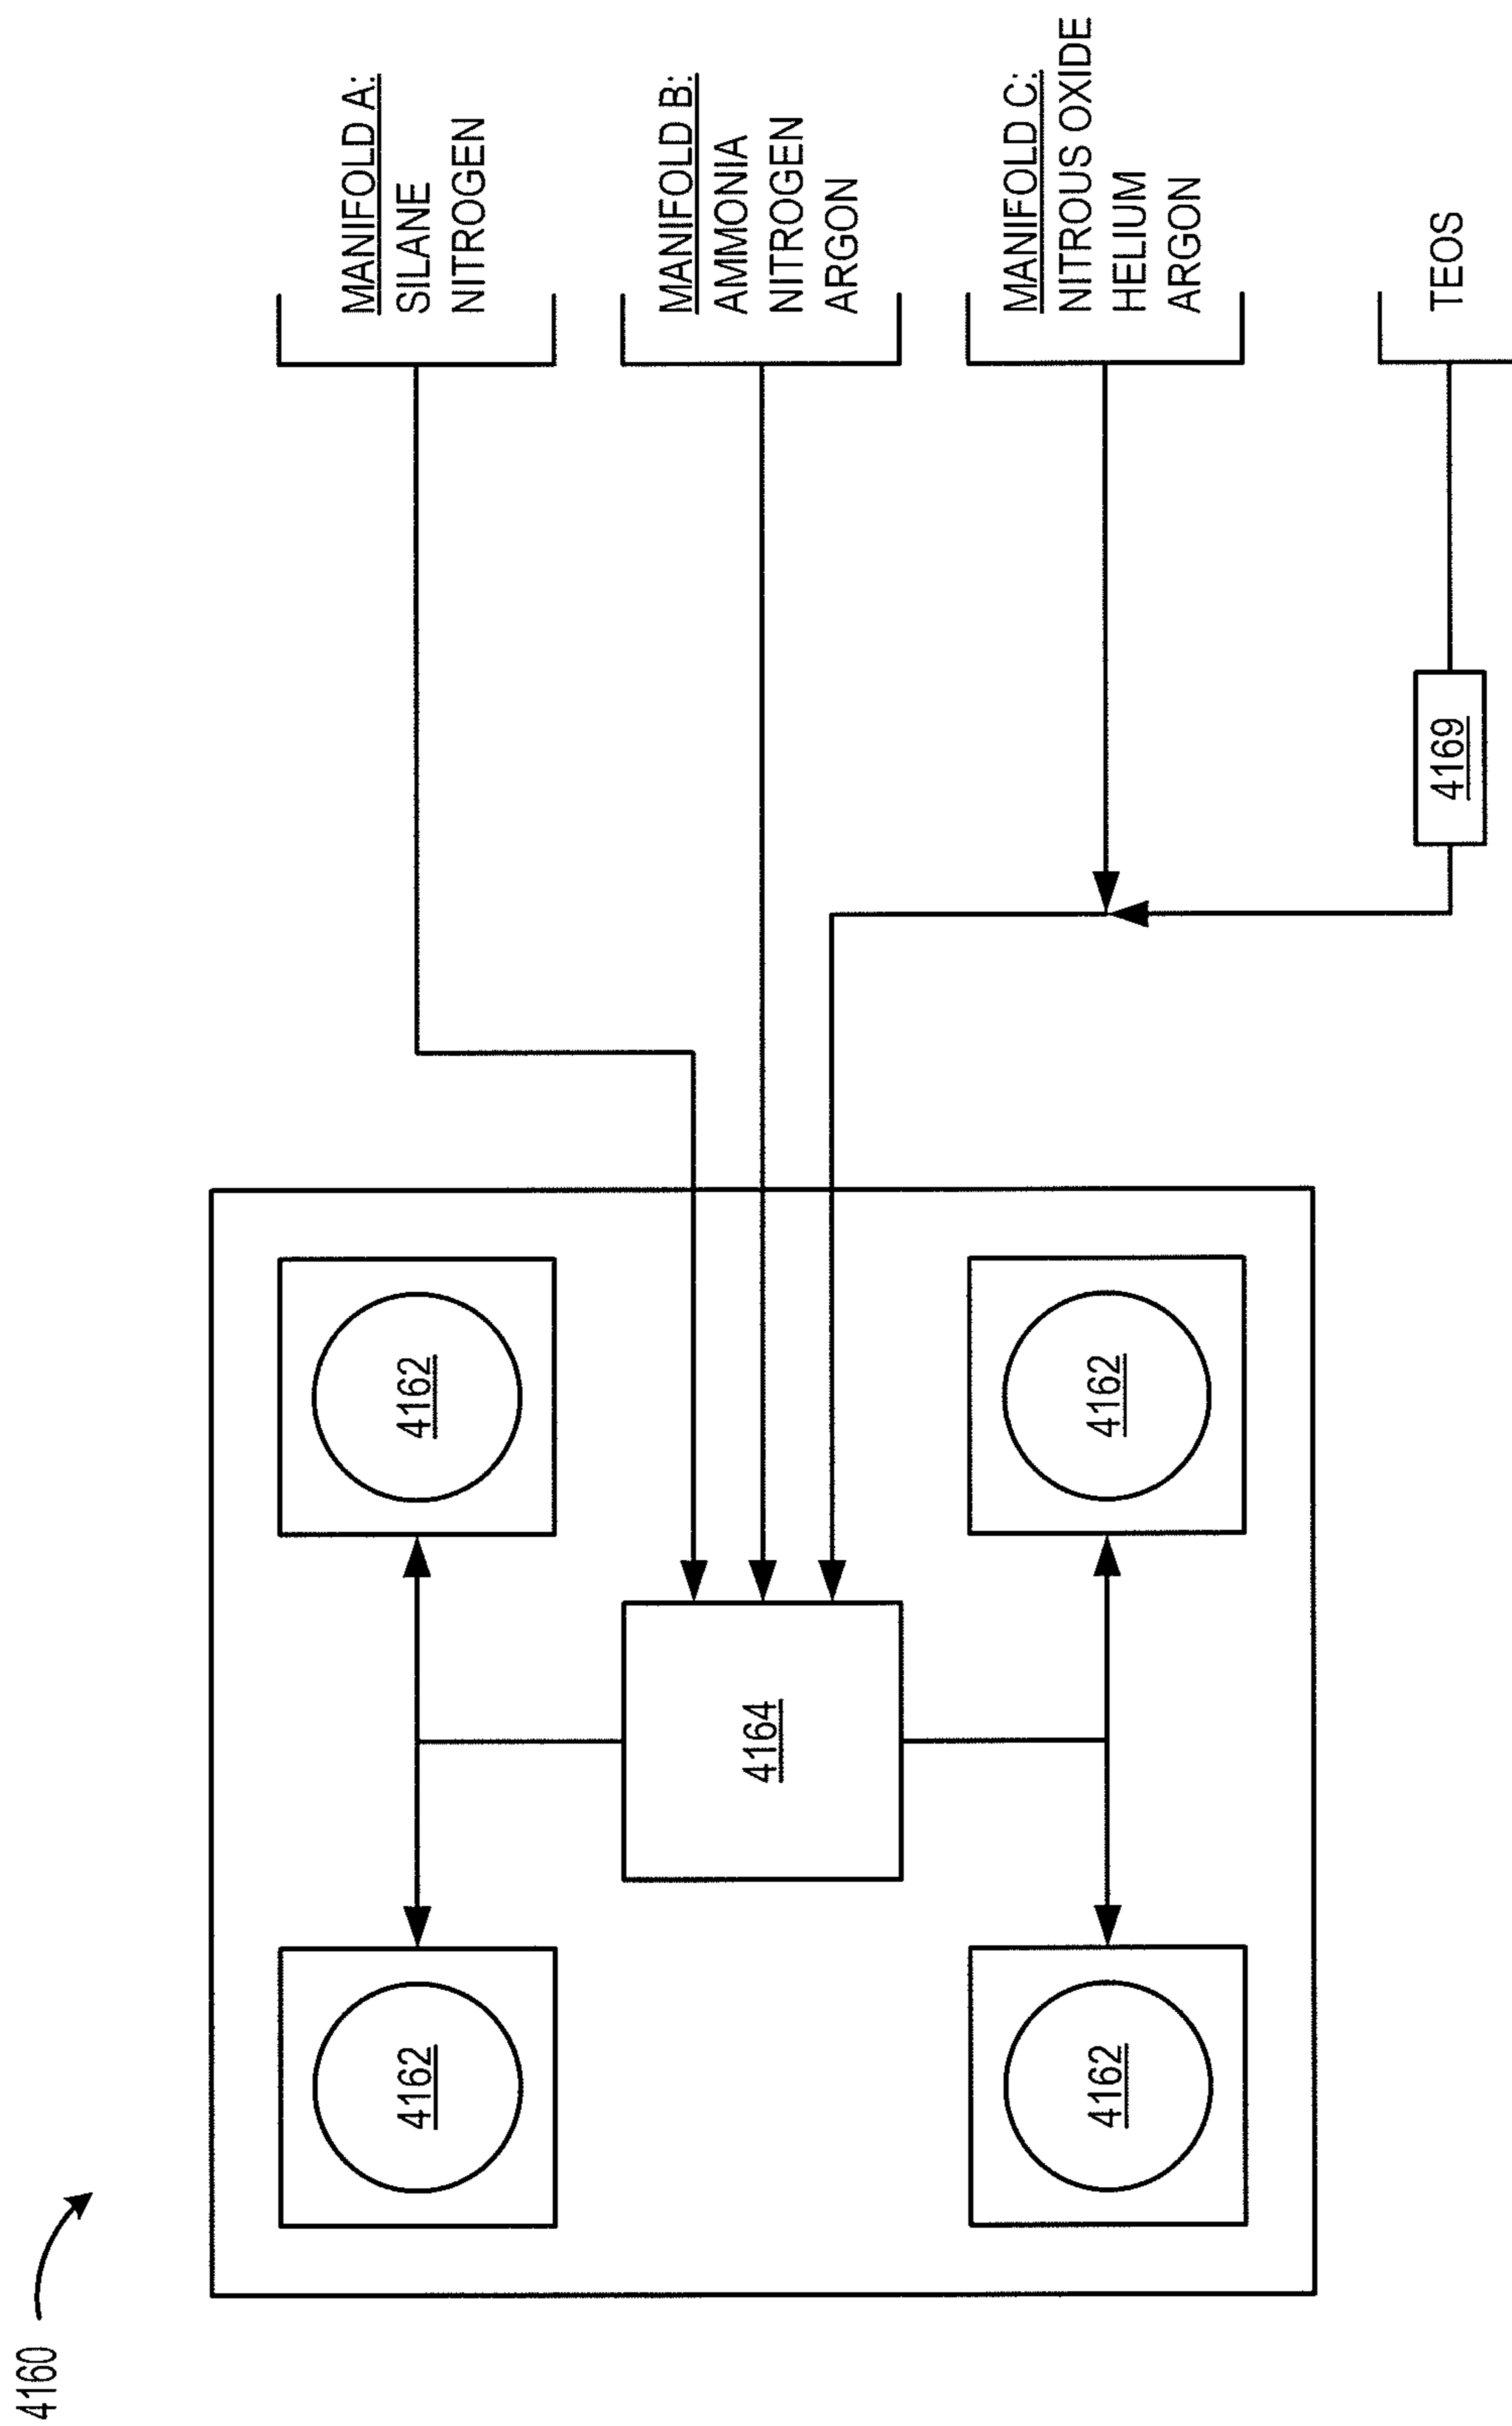 4160
4162
4162
4164
4162
4162
MANIFOLD A:
SILANE
NITROGEN
MANIFOLD B:
AMMONIA
NITROGEN
ARGON
MANIFOLD C:
NITROUS OXIDE
HELIUM
ARGON
4169
TEOS